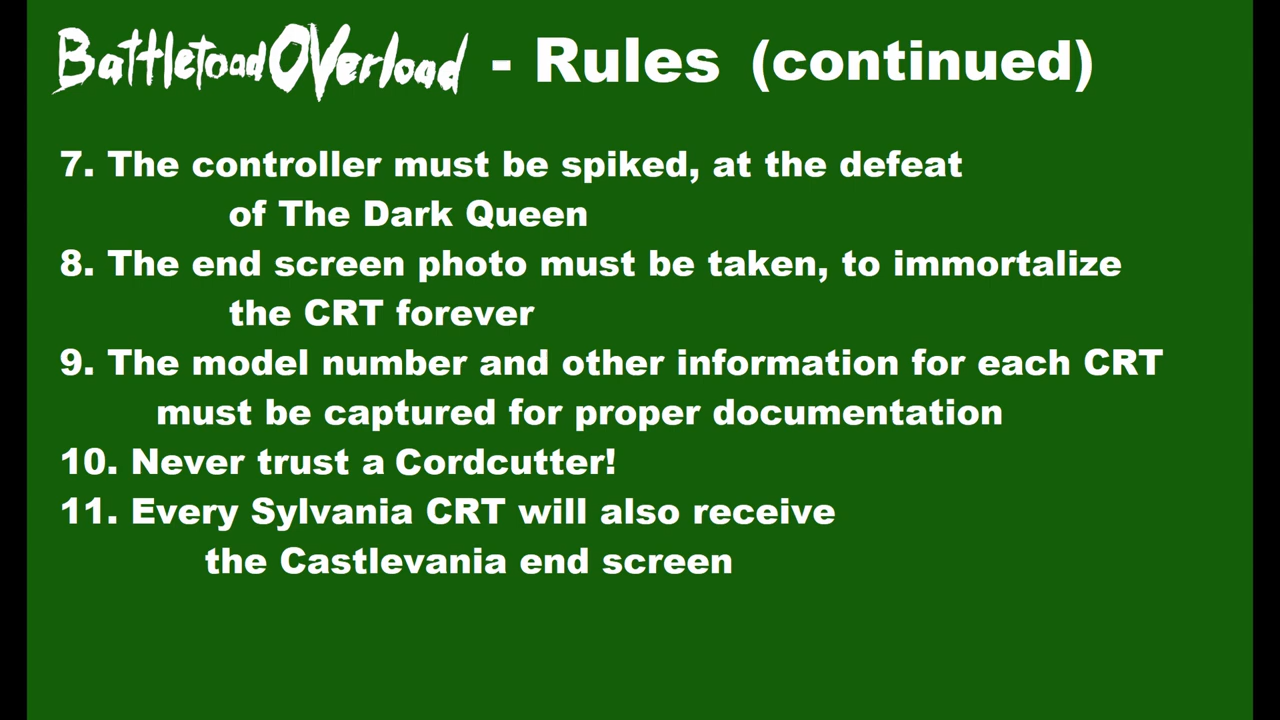 BattletoadOVerload - Rules (continued)
7. The controller must be spiked, at the defeat
of The Dark Queen
8. The end screen photo must be taken, to immortalize
the CRT forever
9. The model number and other information for each CRT
must be captured for proper documentation
10. Never trust a Cordcutter!
11. Every Sylvania CRT will also receive
the Castlevania end screen